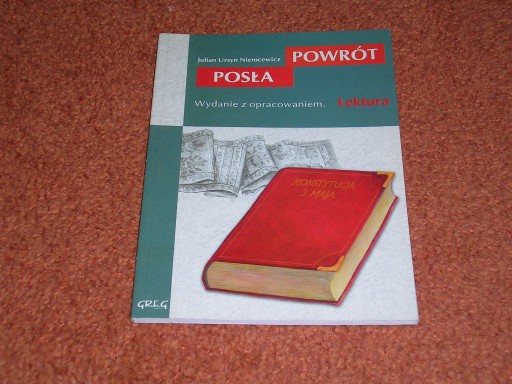 Julian Ursyn Niemcewicz
POWRÓT
POSŁA
Wydanie z opracowaniem.
Lektura
KONSTYTUCJA
3 MAJA
GREG